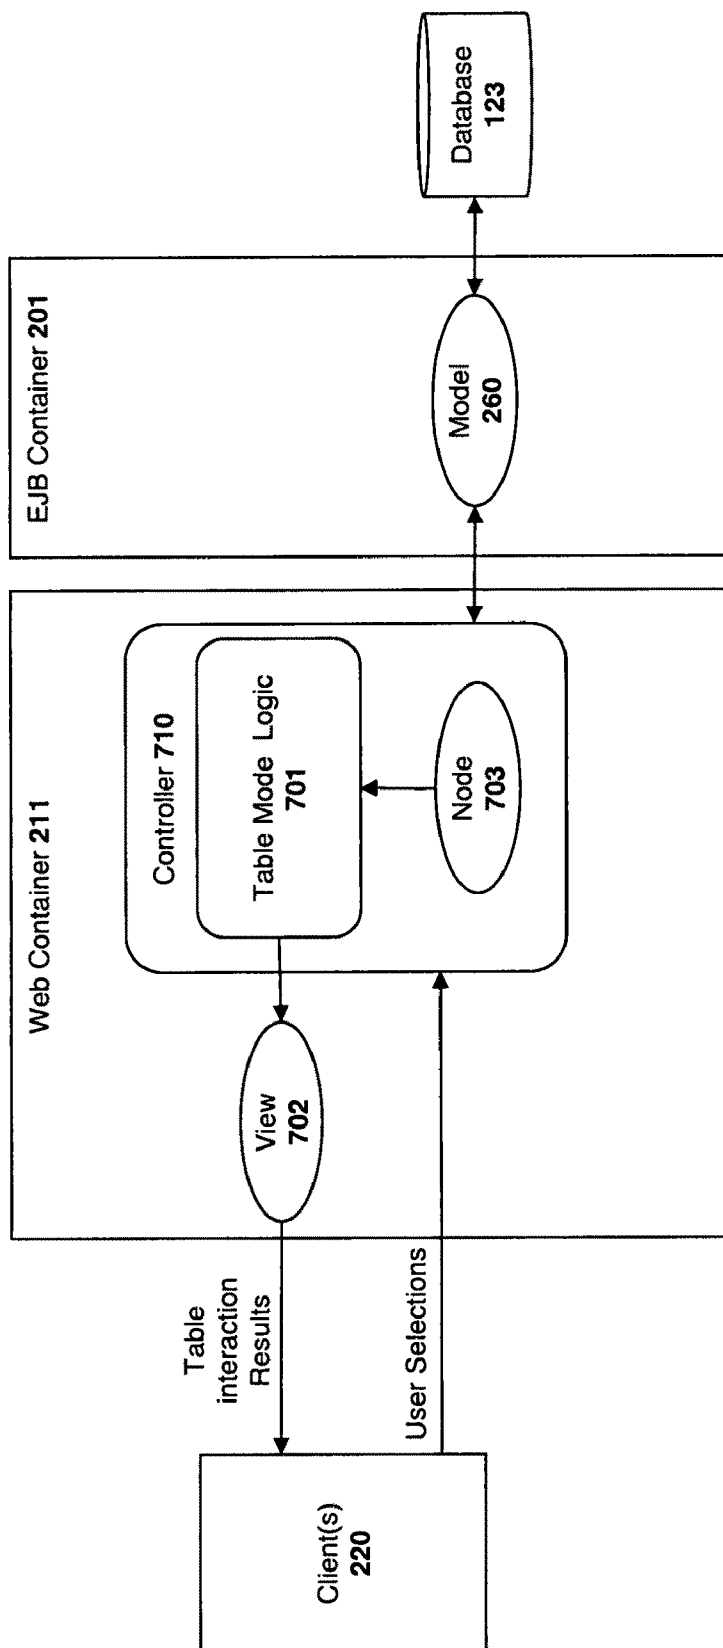 Client(s)
220
Table
interaction
Results
User Selections
Web Container 211
View
702
Controller 710
Table Mode Logic
701
Node
703
EJB Container 201
Model
260
Database
123